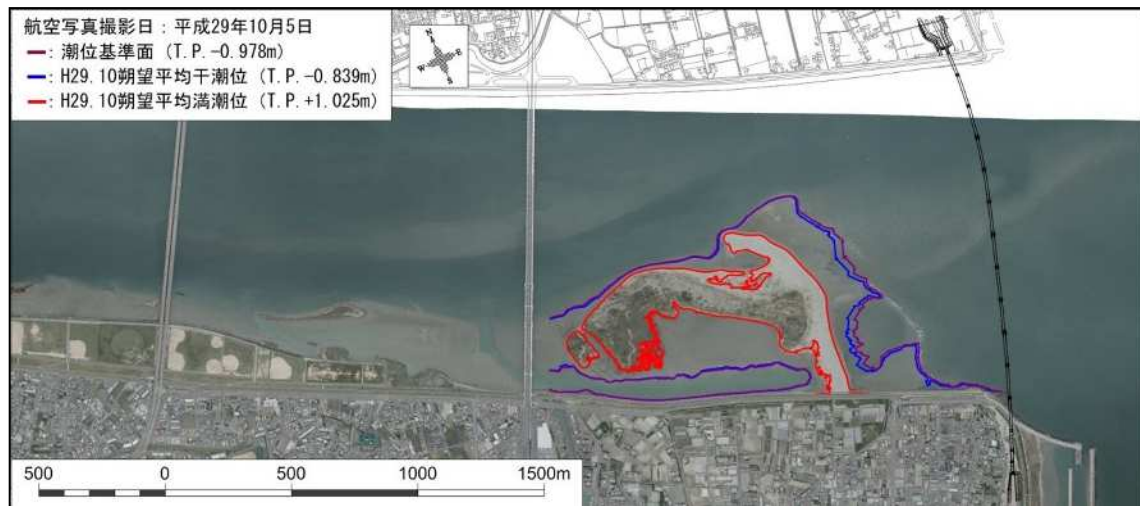 航空写真撮影日：平成29年10月5日
━: 潮位基準面 (T.P.-0.978m)
━: H29.10朔望平均干潮位 (T.P.-0.839m)
━: H29.10朔望平均満潮位 (T.P.+1.025m)
N
E
W
S
500 0 500 1000 1500m